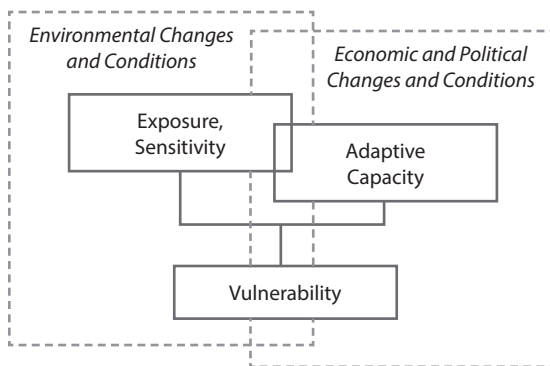 Environmental Changes
and Conditions
Economic and Political
Changes and Conditions
Exposure,
Sensitivity
Adaptive
Capacity
Vulnerability